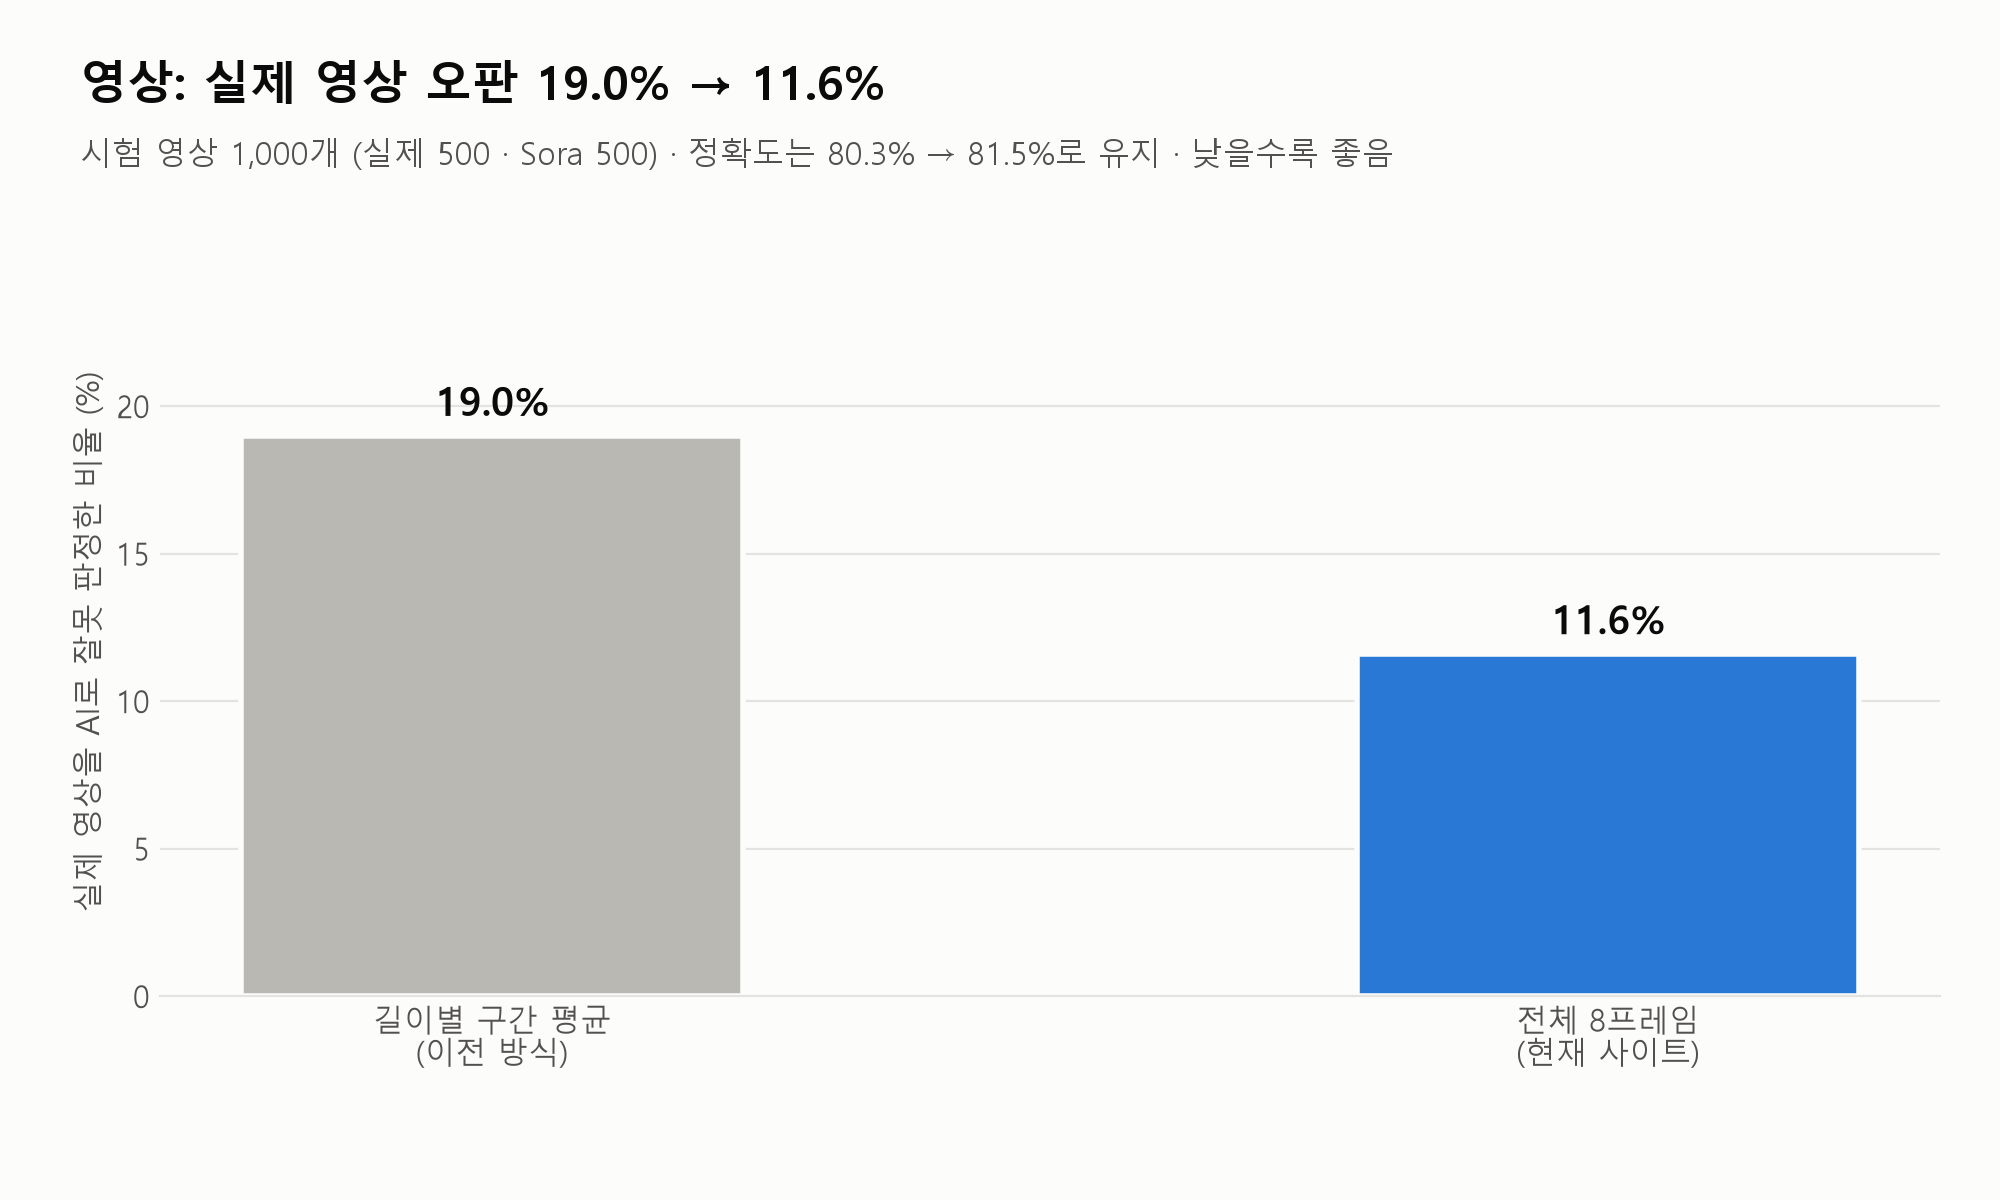 영상: 실제 영상 오판 19.0% → 11.6%
시험 영상 1,000개 (실제 500 · Sora 500) · 정확도는 80.3% → 81.5%로 유지 · 낮을수록 좋음
실제 영상을 AI로 잘못 판정한 비율 (%)
20
15
10
5
0
19.0%
11.6%
길이별 구간 평균
(이전 방식)
전체 8프레임
(현재 사이트)